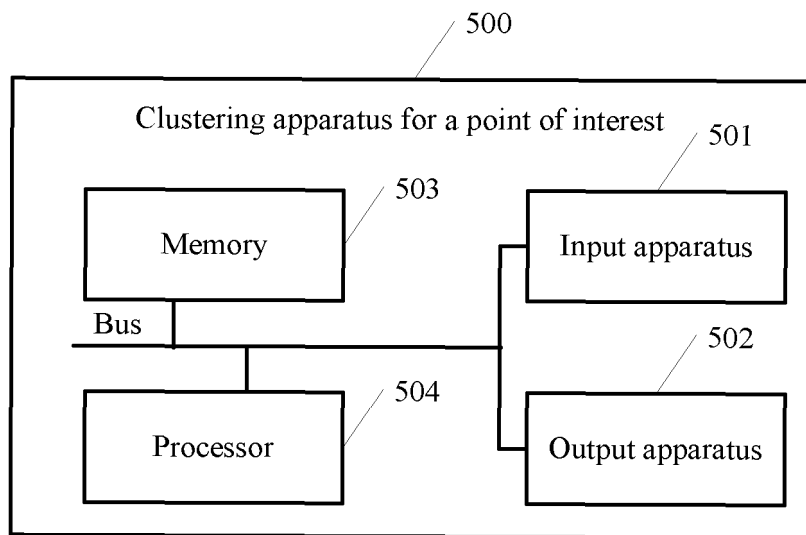 500
Clustering apparatus for a point of interest
501
503
Memory
Input apparatus
Bus
502
504
Processor
Output apparatus